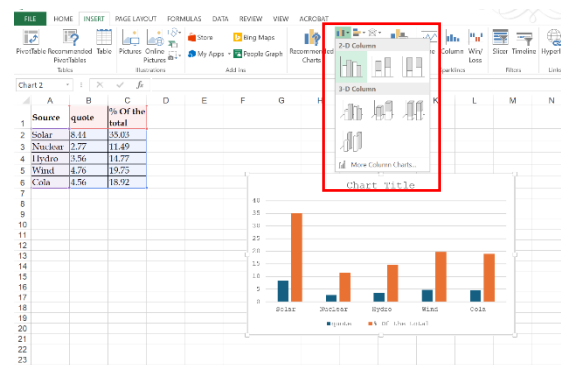 FILE HOME INSERT PAGE LAYOUT FORMULAS DATA REVIEW VIEW ACROBAT
PivotTable Recommended PivotTables Table
Tables
Pictures Online Pictures
Illustrations
Store
My Apps
Bing Maps
People Graph
Add Ins
Recommended Charts
Column Win/ Loss
Slicer Timeline
Filters
2-D Column
3-D Column
More Column Charts...
Chart 2 fx
A B C D E F G H K L M N
1 Source quote % Of the total
2 Solar 8.44 35.03
3 Nuclear 2.77 11.49
4 Hydro 3.56 14.77
5 Wind 4.76 19.75
6 Cola 4.56 18.92
7
8
9
10
11
12
13
14
15
16
17
18
19
20
21
22
23
Chart Title
40
35
30
25
20
15
10
5
0
Solar Nuclear Hydro Wind Cola
quote % Of the total